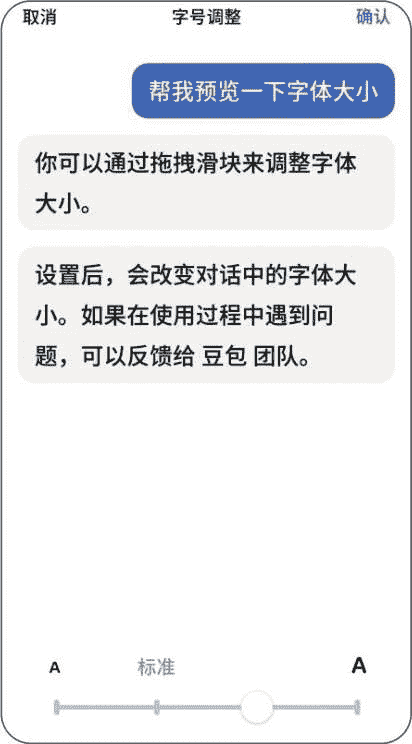 取消 字号调整 确认
帮我预览一下字体大小
你可以通过拖拽滑块来调整字体
大小。
设置后，会改变对话中的字体大
小。如果在使用过程中遇到问
题，可以反馈给 豆包 团队。
A 标准 A